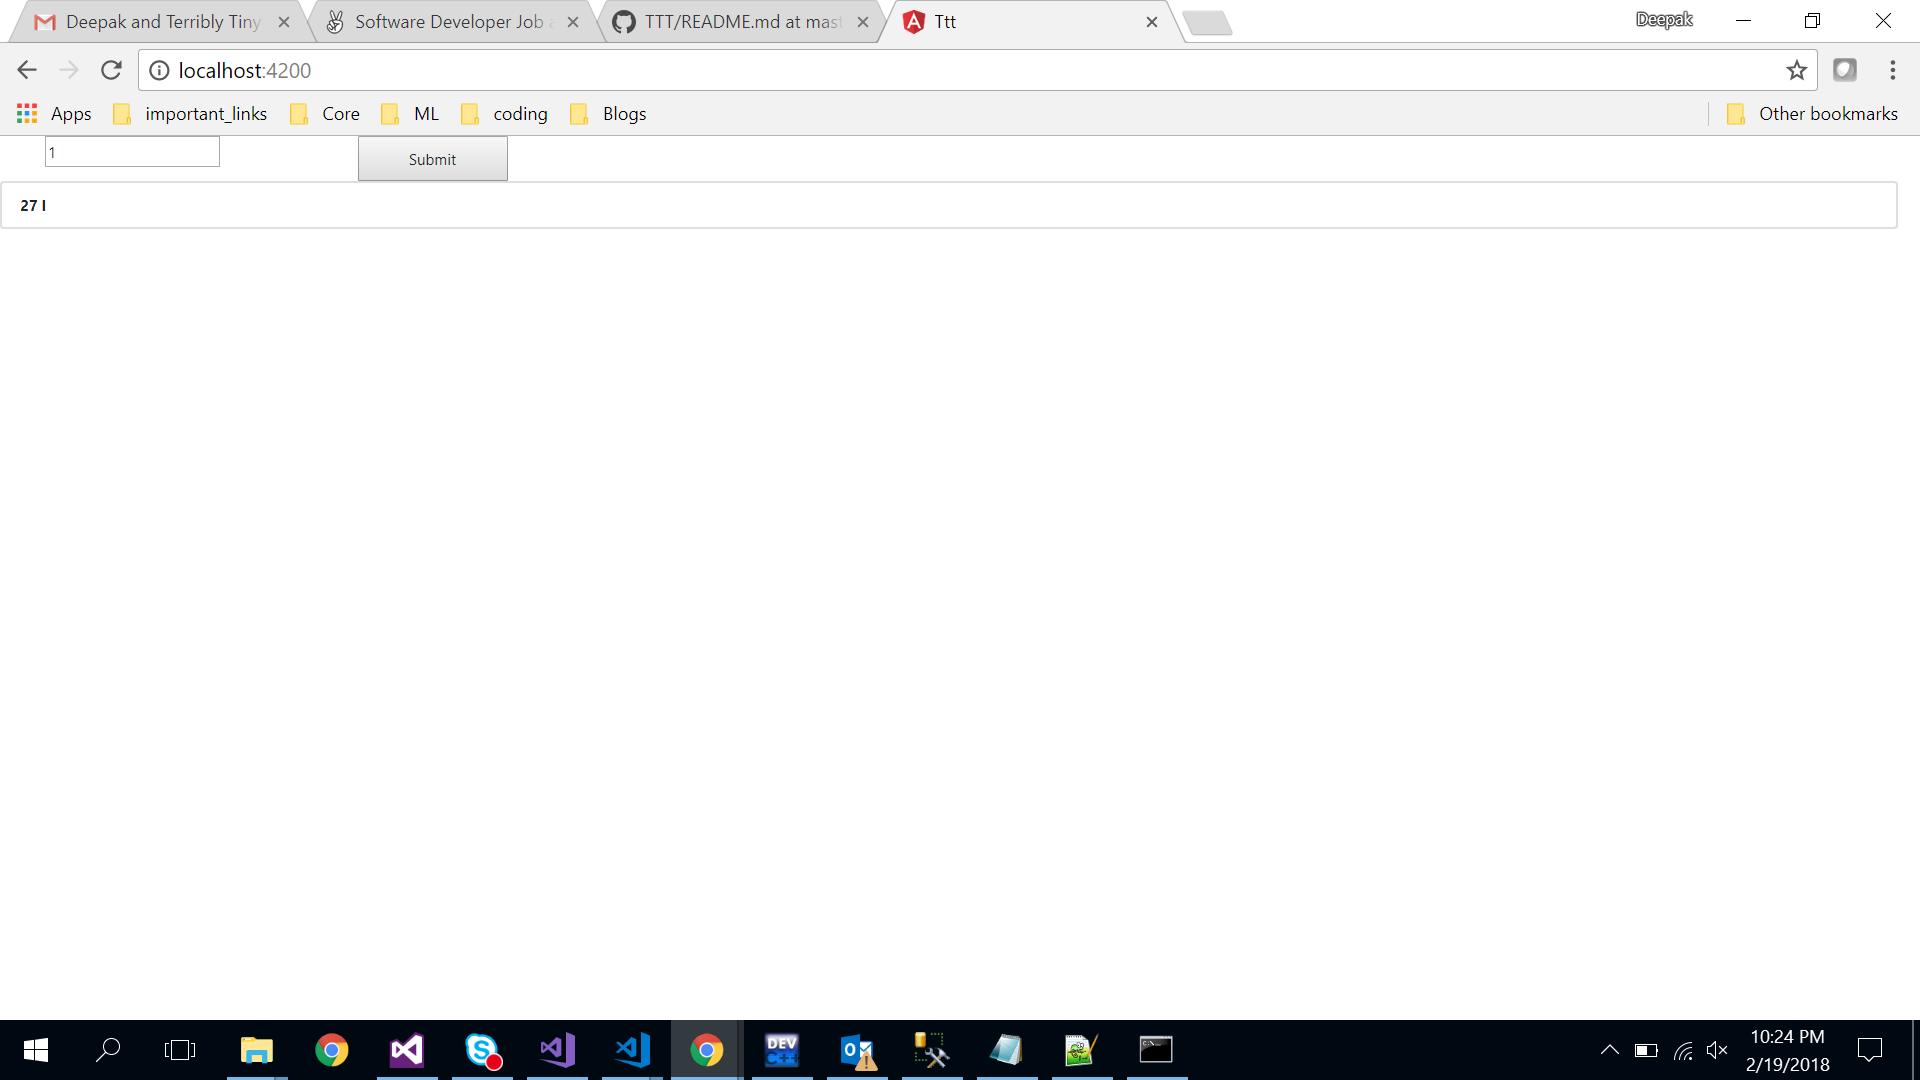 Deepak and Terribly Tiny
Software Developer Job a
TTT/README.md at mast
Ttt
Deepak
localhost:4200
Apps
important_links
Core
ML
coding
Blogs
Other bookmarks
1
Submit
27 I
DEV
C++
10:24 PM
2/19/2018